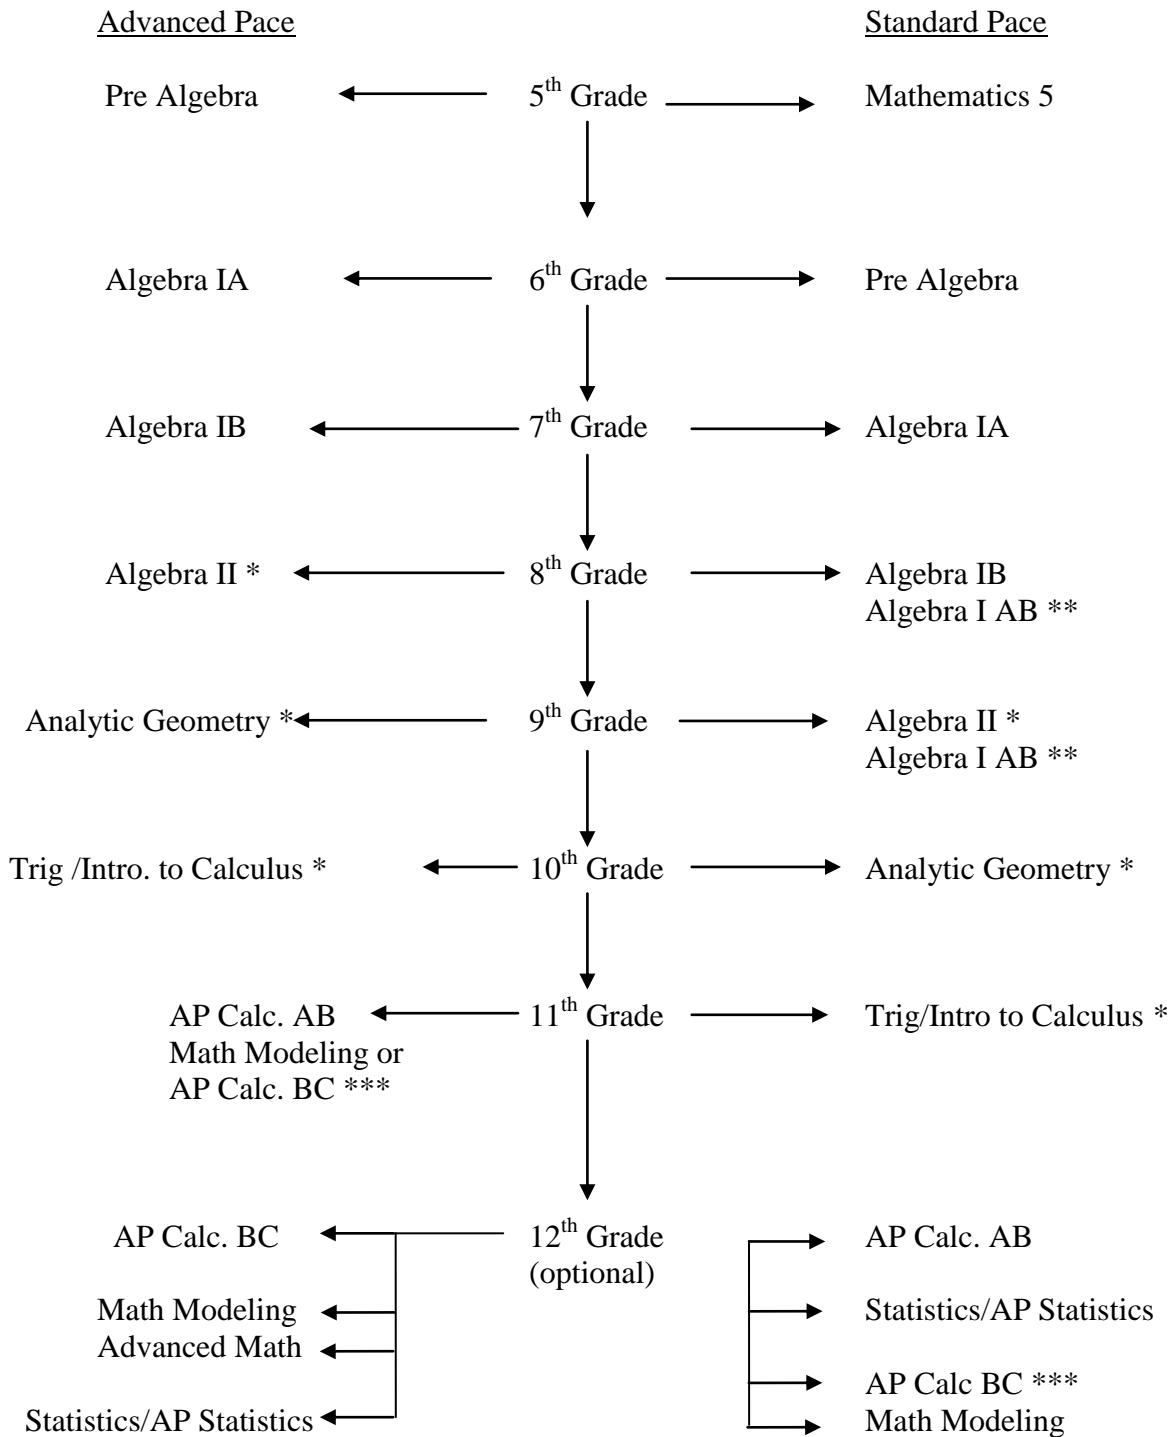 Advanced Pace Standard Pace
Pre Algebra 5th Grade Mathematics 5
Algebra IA 6th Grade Pre Algebra
Algebra IB 7th Grade Algebra IA
Algebra II * 8th Grade Algebra IB
Algebra I AB **
Analytic Geometry * 9th Grade Algebra II *
Algebra I AB **
Trig /Intro. to Calculus * 10th Grade Analytic Geometry *
AP Calc. AB 11th Grade Trig/Intro to Calculus *
Math Modeling or
AP Calc. BC ***
AP Calc. BC 12th Grade AP Calc. AB
(optional)
Math Modeling Statistics/AP Statistics
Advanced Math
AP Calc BC ***
Statistics/AP Statistics Math Modeling